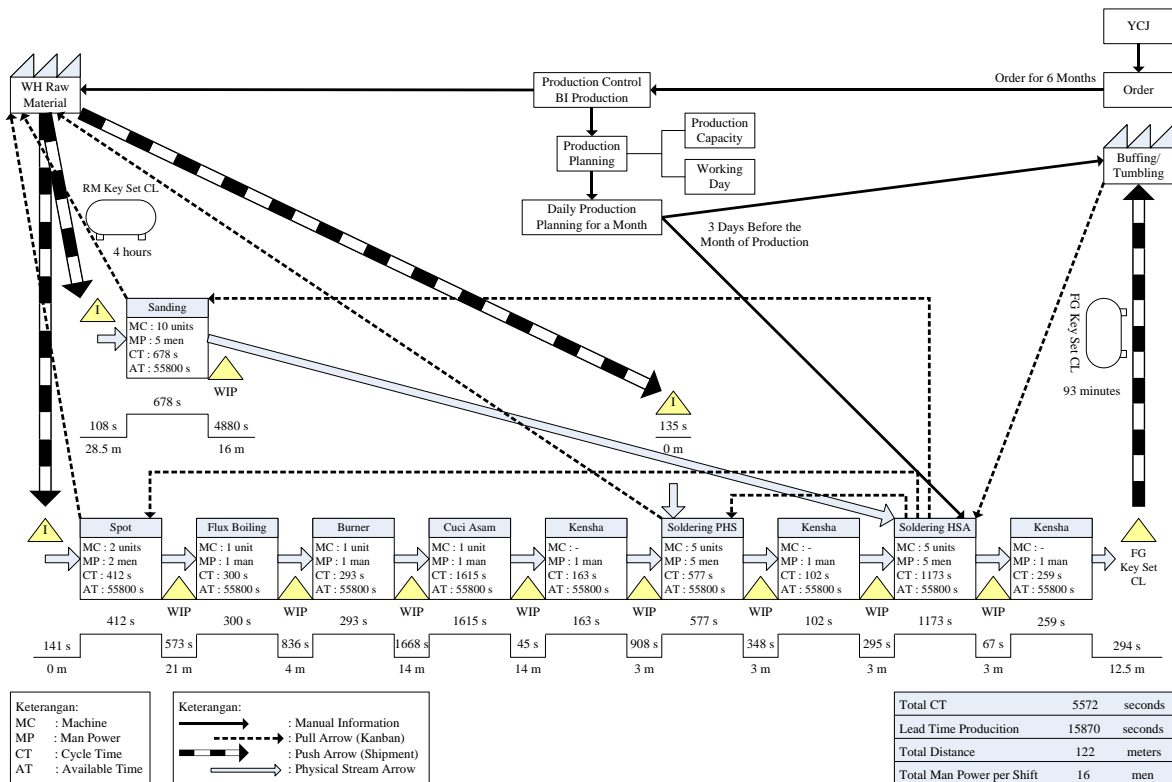 YCJ
Order for 6 Months
Order
WH Raw
Material
Production Control
BI Production
Production
Planning
Production
Capacity
Working
Day
Daily Production
Planning for a Month
3 Days Before the
Month of Production
Buffing/
Tumbling
RM Key Set CL
4 hours
FG Key Set CL
93 minutes
I
Sanding
MC : 10 units
MP : 5 men
CT : 678 s
AT : 55800 s
WIP
678 s
108 s
4880 s
28.5 m
16 m
I
135 s
0 m
I
Spot
MC : 2 units
MP : 2 men
CT : 412 s
AT : 55800 s
WIP
Flux Boiling
MC : 1 unit
MP : 1 man
CT : 300 s
AT : 55800 s
WIP
Burner
MC : 1 unit
MP : 1 man
CT : 293 s
AT : 55800 s
WIP
Cuci Asam
MC : 1 unit
MP : 1 man
CT : 1615 s
AT : 55800 s
WIP
Kensha
MC : -
MP : 1 man
CT : 163 s
AT : 55800 s
WIP
Soldering PHS
MC : 5 units
MP : 5 men
CT : 577 s
AT : 55800 s
WIP
Kensha
MC : -
MP : 1 man
CT : 102 s
AT : 55800 s
WIP
Soldering HSA
MC : 5 units
MP : 5 men
CT : 1173 s
AT : 55800 s
WIP
Kensha
MC : -
MP : 1 man
CT : 259 s
AT : 55800 s
FG
Key Set
CL
412 s 300 s 293 s 1615 s 163 s 577 s 102 s 1173 s 259 s
141 s 573 s 836 s 1668 s 45 s 908 s 348 s 295 s 67 s 294 s
0 m 21 m 4 m 14 m 14 m 3 m 3 m 3 m 3 m 12.5 m
Keterangan:
MC : Machine
MP : Man Power
CT : Cycle Time
AT : Available Time
Keterangan:
: Manual Information
: Pull Arrow (Kanban)
: Push Arrow (Shipment)
: Physical Stream Arrow
Total CT 5572 seconds
Lead Time Producition 15870 seconds
Total Distance 122 meters
Total Man Power per Shift 16 men